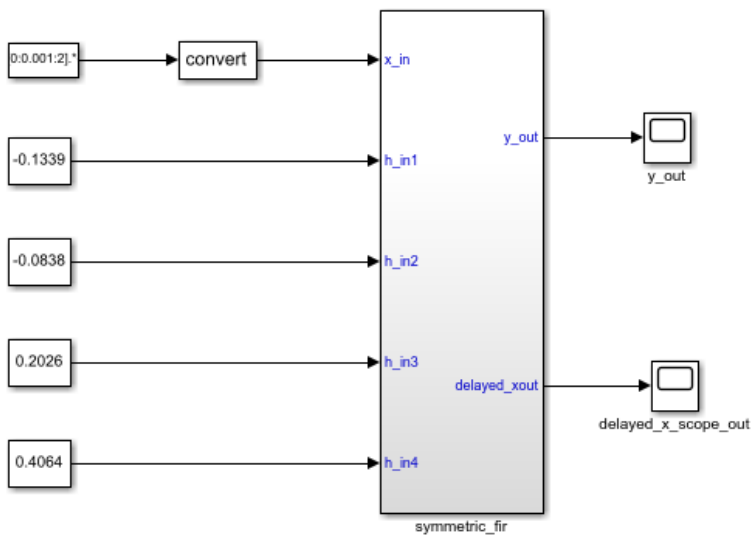 0:0.001:2].*
convert
x_in
y_out
y_out
-0.1339
h_in1
-0.0838
h_in2
0.2026
h_in3
delayed_xout
delayed_x_scope_out
0.4064
h_in4
symmetric_fir